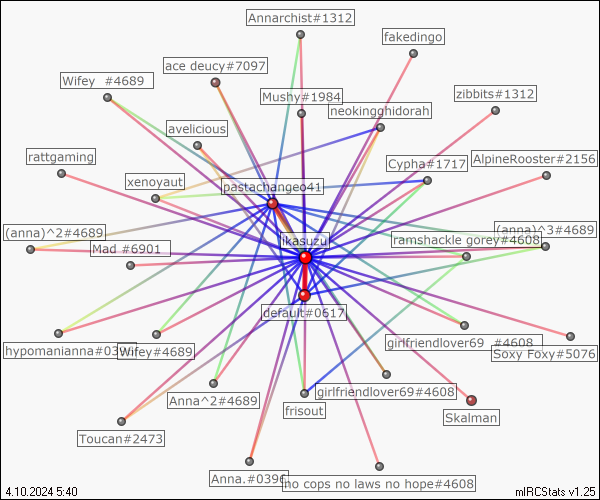 Annarchist#1312
fakedingo
ace deucy#7097
Wifey #4689
Mushy#1984
zibbits#1312
neokingghidorah
avelicious
rattgaming
Cypha#1717
AlpineRooster#2156
xenoyaut
pastachangeo41
(anna)^2#4689
(anna)^3#4689
likasuzu
ramshackle gorey#4608
Mad #6901
default#0617
hypomanianna#03
Wifey#4689
girlfriendlover69 #4608
Soxy Foxy#5076
girlfriendlover69#4608
Anna^2#4689
frisout
Skalman
Toucan#2473
Anna.#0396
no cops no laws no hope#4608
4.10.2024 5:40
mIRCStats v1.25